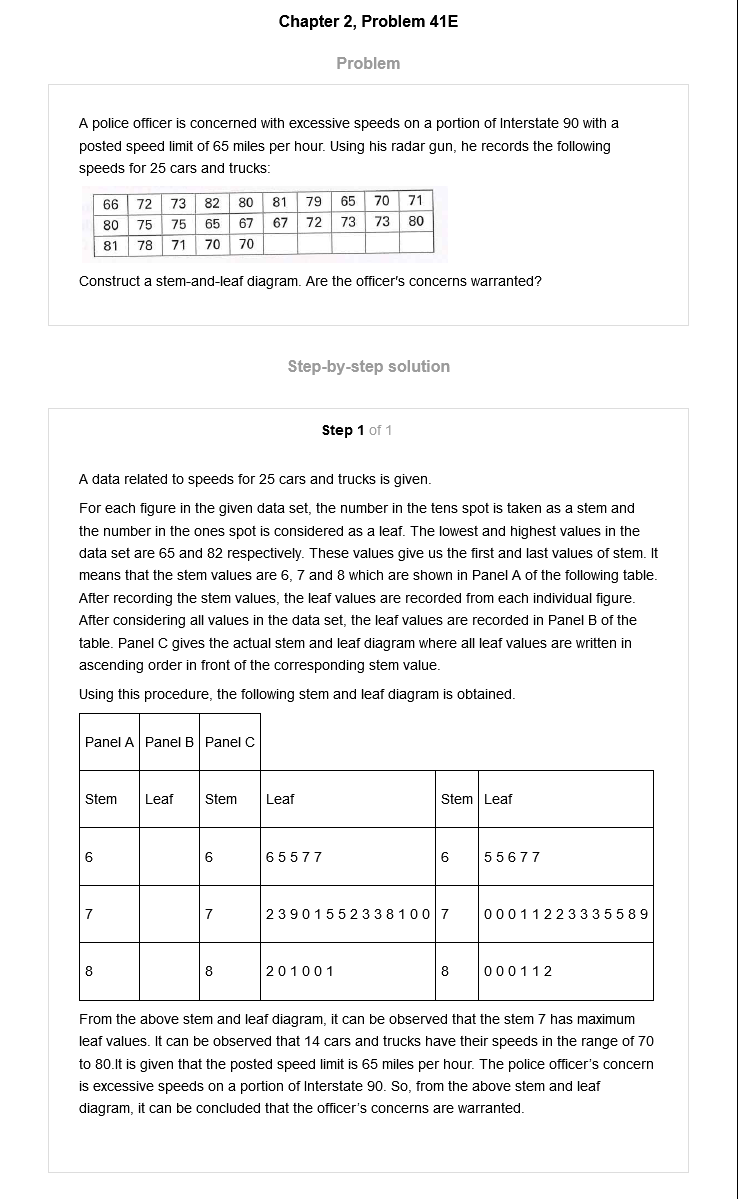 Chapter 2, Problem 41E
Problem
A police officer is concerned with excessive speeds on a portion of Interstate 90 with a
posted speed limit of 65 miles per hour. Using his radar gun, he records the following
speeds for 25 cars and trucks:
66 72 73 82 80 81 79 65 70 71
80 75 75 65 67 67 72 73 73 80
81 78 71 70 70
Construct a stem-and-leaf diagram. Are the officer's concerns warranted?
Step-by-step solution
Step 1 of 1
A data related to speeds for 25 cars and trucks is given.
For each figure in the given data set, the number in the tens spot is taken as a stem and
the number in the ones spot is considered as a leaf. The lowest and highest values in the
data set are 65 and 82 respectively. These values give us the first and last values of stem. It
means that the stem values are 6, 7 and 8 which are shown in Panel A of the following table.
After recording the stem values, the leaf values are recorded from each individual figure.
After considering all values in the data set, the leaf values are recorded in Panel B of the
table. Panel C gives the actual stem and leaf diagram where all leaf values are written in
ascending order in front of the corresponding stem value.
Using this procedure, the following stem and leaf diagram is obtained.
Panel A Panel B Panel C
Stem Leaf Stem Leaf Stem Leaf
6 6 6 5 5 7 7 6 5 5 6 7 7
7 7 2 3 9 0 1 5 5 2 3 3 8 1 0 0 7 0 0 0 1 1 2 2 3 3 3 5 5 8 9
8 8 2 0 1 0 0 1 8 0 0 0 1 1 2
From the above stem and leaf diagram, it can be observed that the stem 7 has maximum
leaf values. It can be observed that 14 cars and trucks have their speeds in the range of 70
to 80.It is given that the posted speed limit is 65 miles per hour. The police officer's concern
is excessive speeds on a portion of Interstate 90. So, from the above stem and leaf
diagram, it can be concluded that the officer's concerns are warranted.